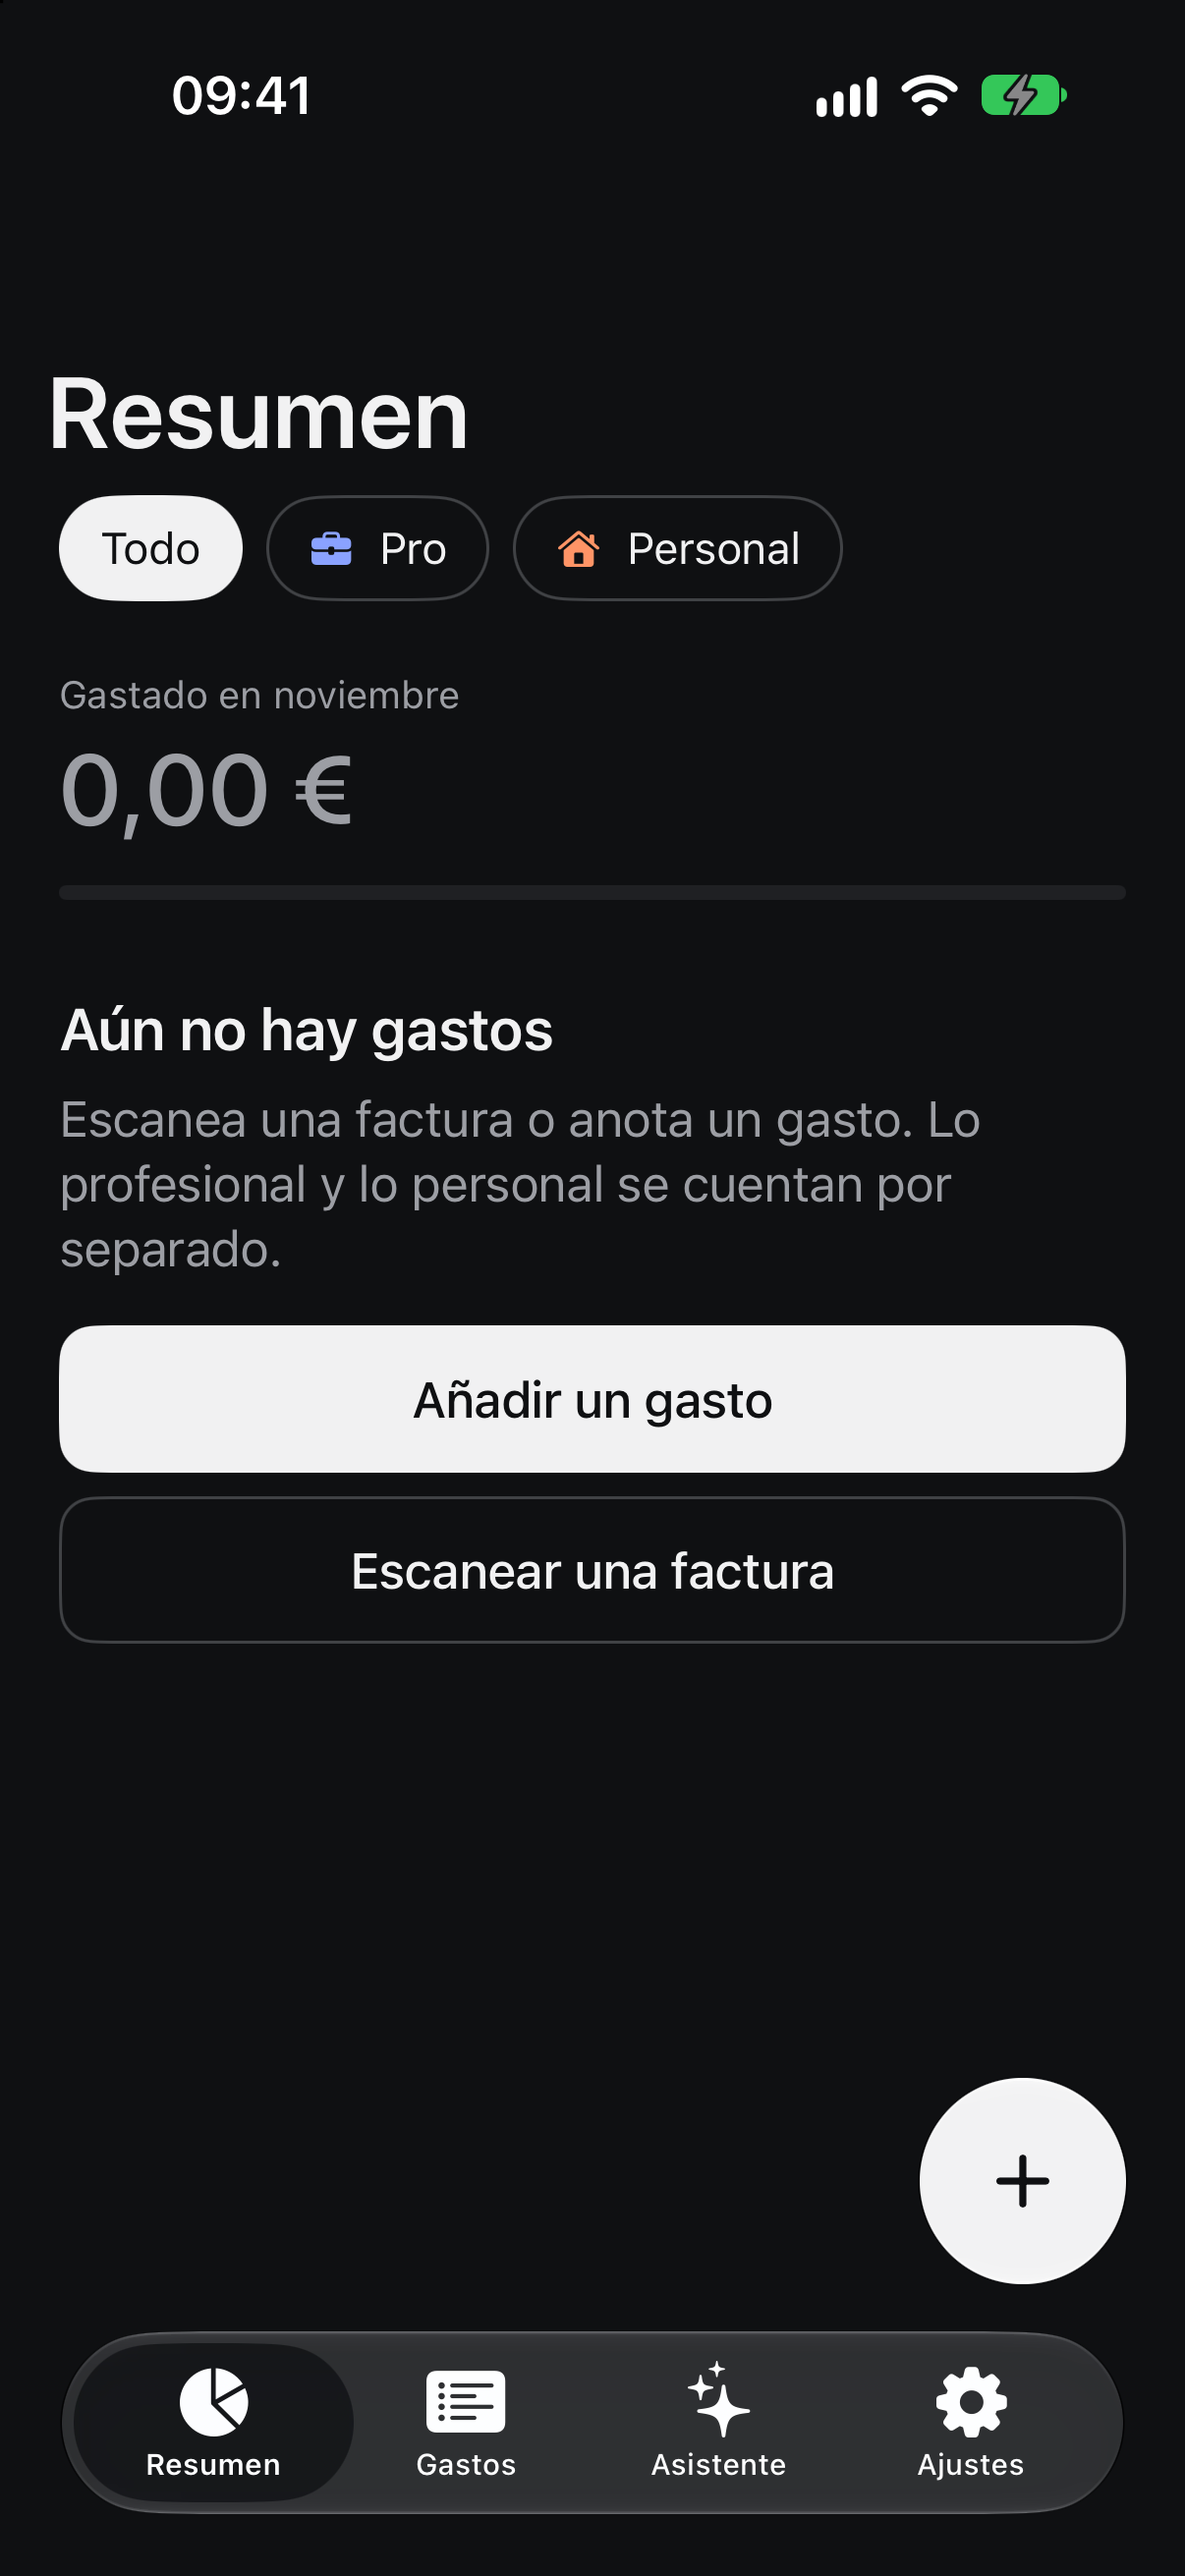 09:41
Resumen
Todo
Pro
Personal
Gastado en noviembre
0,00 €
Aún no hay gastos
Escanea una factura o anota un gasto. Lo
profesional y lo personal se cuentan por
separado.
Añadir un gasto
Escanear una factura
Resumen
Gastos
Asistente
Ajustes